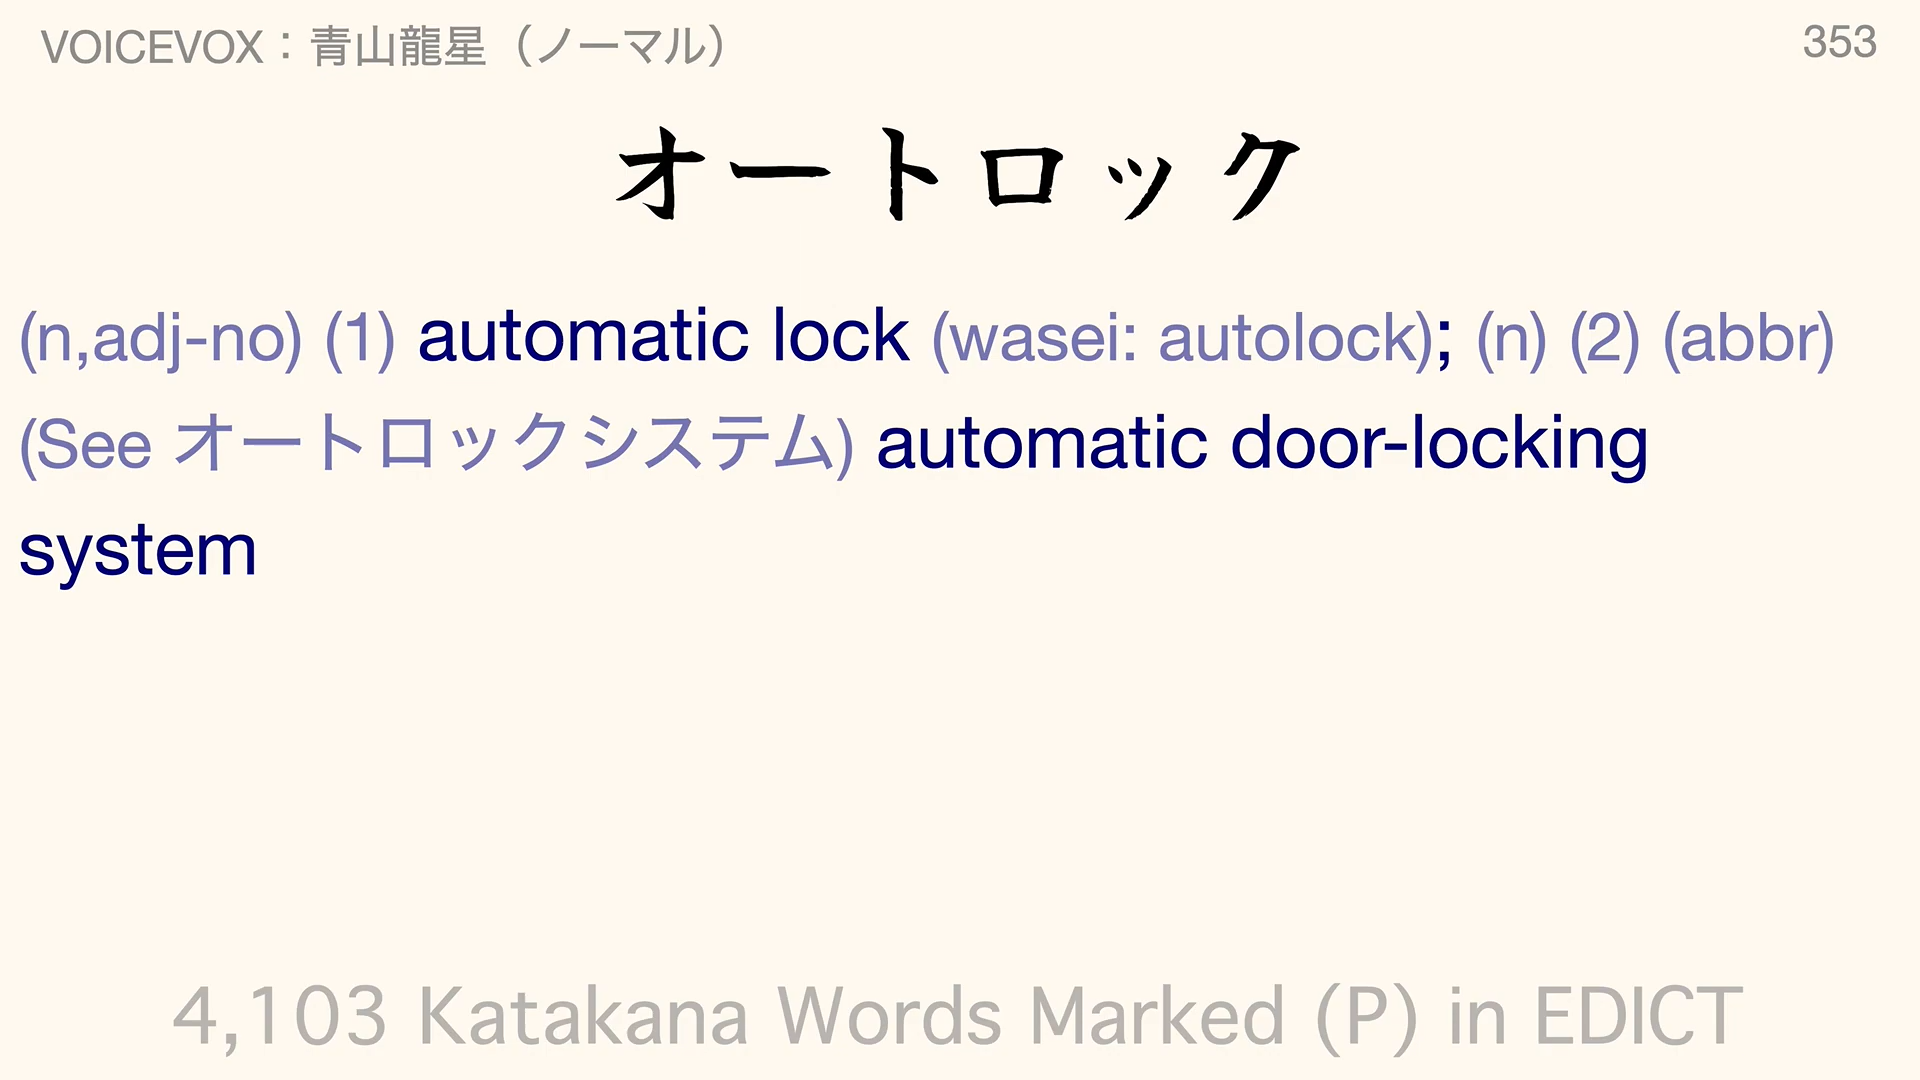 VOICEVOX：青山龍星（ノーマル）
353
オートロック
(n,adj-no) (1) automatic lock (wasei: autolock); (n) (2) (abbr)
(See オートロックシステム) automatic door-locking
system
4,103 Katakana Words Marked (P) in EDICT